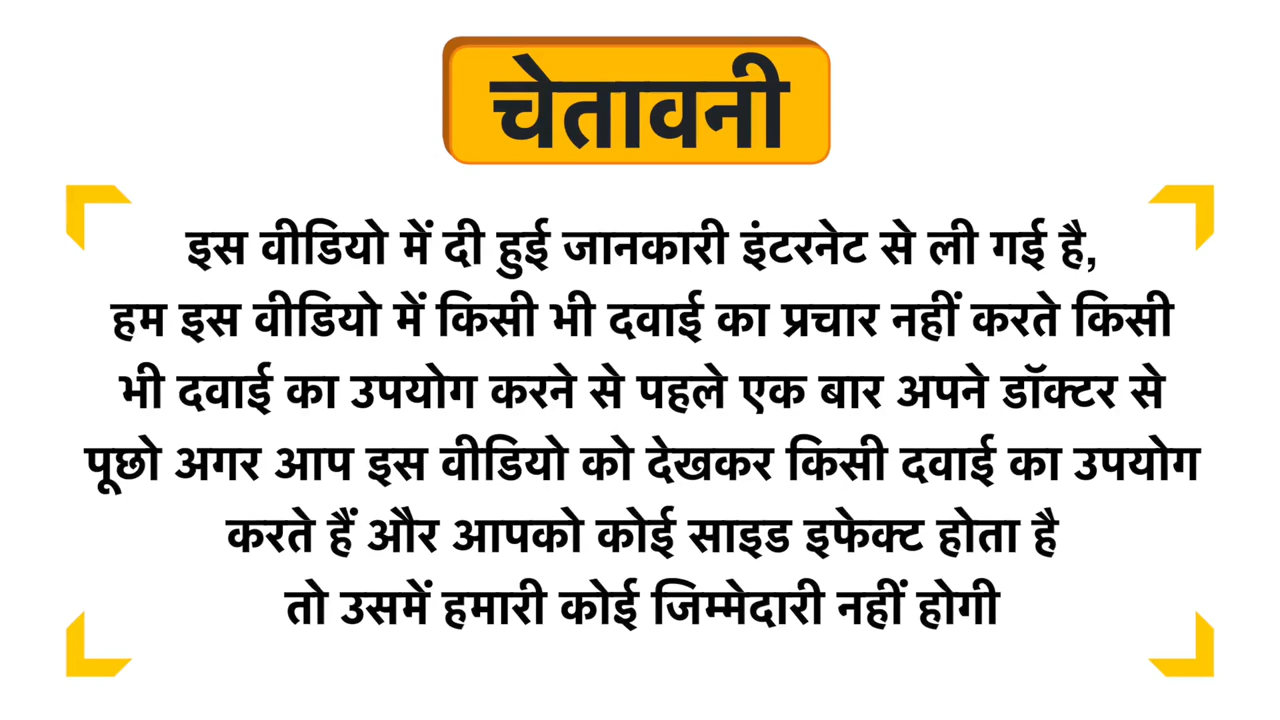 चेतावनी
इस वीडियो में दी हुई जानकारी इंटरनेट से ली गई है,
हम इस वीडियो में किसी भी दवाई का प्रचार नहीं करते किसी
भी दवाई का उपयोग करने से पहले एक बार अपने डॉक्टर से
पूछो अगर आप इस वीडियो को देखकर किसी दवाई का उपयोग
करते हैं और आपको कोई साइड इफेक्ट होता है
तो उसमें हमारी कोई जिम्मेदारी नहीं होगी